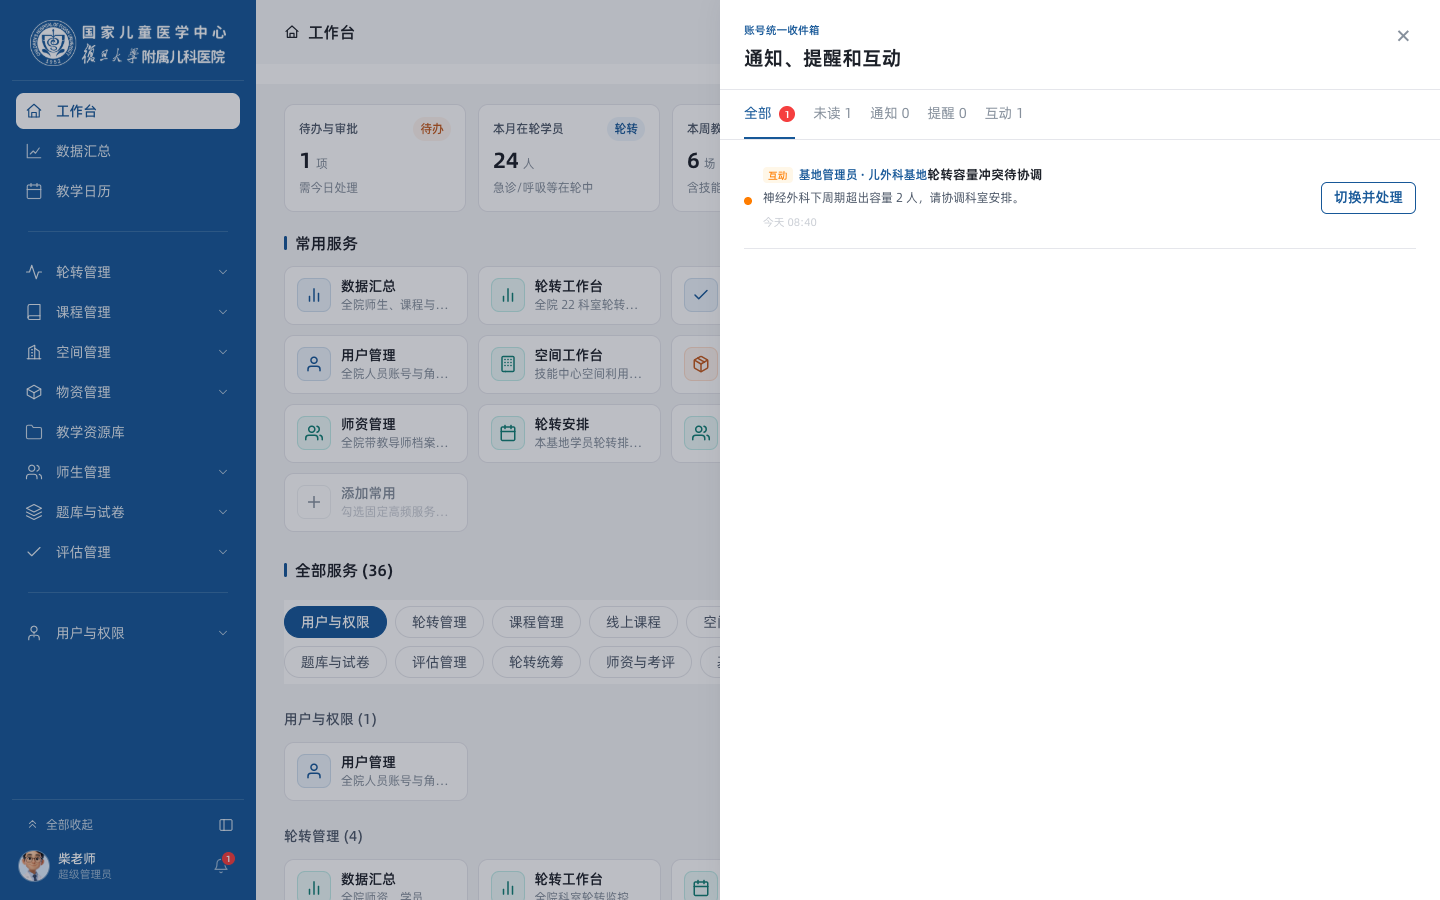 国家儿童医学中心
復旦大学附属儿科医院
工作台
数据汇总
教学日历
轮转管理
课程管理
空间管理
物资管理
教学资源库
师生管理
题库与试卷
评估管理
用户与权限
全部收起
柴老师
超级管理员
1
工作台
待办与审批 待办
1 项
需今日处理
本月在轮学员 轮转
24 人
急诊/呼吸等在轮中
本周教
6 场
含技能
常用服务
数据汇总
全院师生、课程与...
轮转工作台
全院 22 科室轮转...
用户管理
全院人员账号与角...
空间工作台
技能中心空间利用...
师资管理
全院带教导师档案...
轮转安排
本基地学员轮转排...
添加常用
勾选固定高频服务...
全部服务 (36)
用户与权限 轮转管理 课程管理 线上课程
题库与试卷 评估管理 轮转统筹 师资与考评
用户与权限 (1)
用户管理
全院人员账号与角...
轮转管理 (4)
数据汇总
全院师资、学员
轮转工作台
全院科室轮转监控
账号统一收件箱
通知、提醒和互动
全部 1 未读 1 通知 0 提醒 0 互动 1
互动 基地管理员 · 儿外科基地轮转容量冲突待协调
神经外科下周期超出容量 2 人，请协调科室安排。
今天 08:40
切换并处理